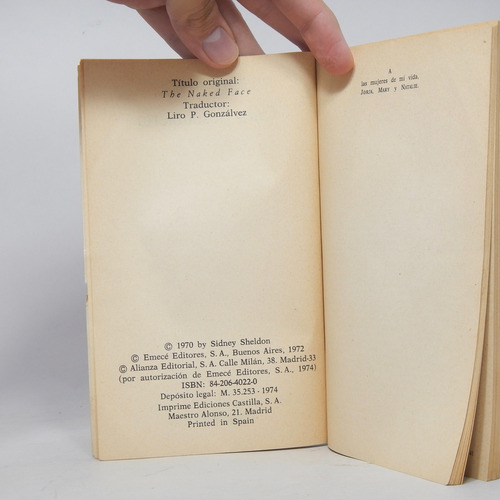 Título original:
The Naked Face
Traductor:
Liro P. Gonzálvez
© 1970 by Sidney Sheldon
© Emecé Editores, S. A., Buenos Aires, 1972
© Alianza Editorial, S. A. Calle Milán, 38. Madrid-33
(por autorización de Emecé Editores, S. A., 1974)
ISBN: 84-206-4022-0
Depósito legal: M. 35.253 - 1974
Imprime Ediciones Castilla, S. A.
Maestro Alonso, 21. Madrid
Printed in Spain
A
las mujeres de mi vida,
Jorja, Mary y Natalie.